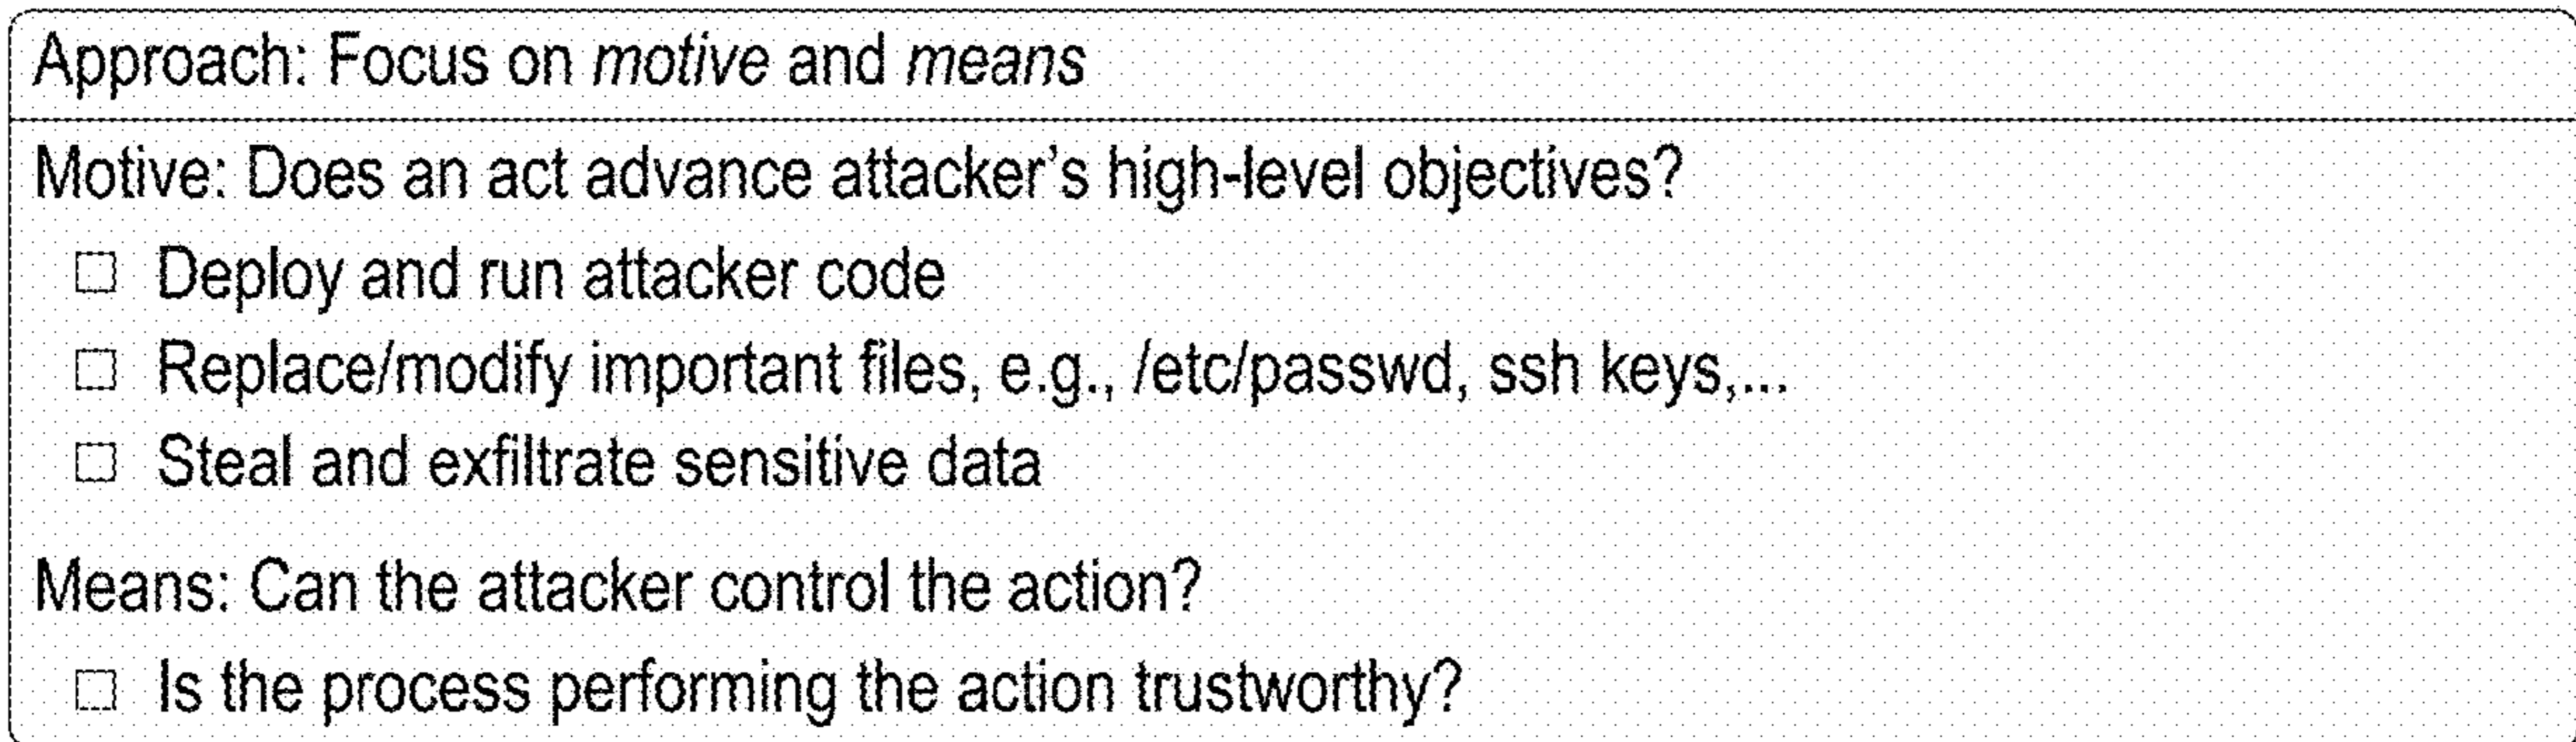 Approach: Focus on motive and means
Motive: Does an act advance attacker's high-level objectives?
□ Deploy and run attacker code
□ Replace/modify important files, e.g., /etc/passwd, ssh keys,...
□ Steal and exfiltrate sensitive data
Means: Can the attacker control the action?
□ Is the process performing the action trustworthy?